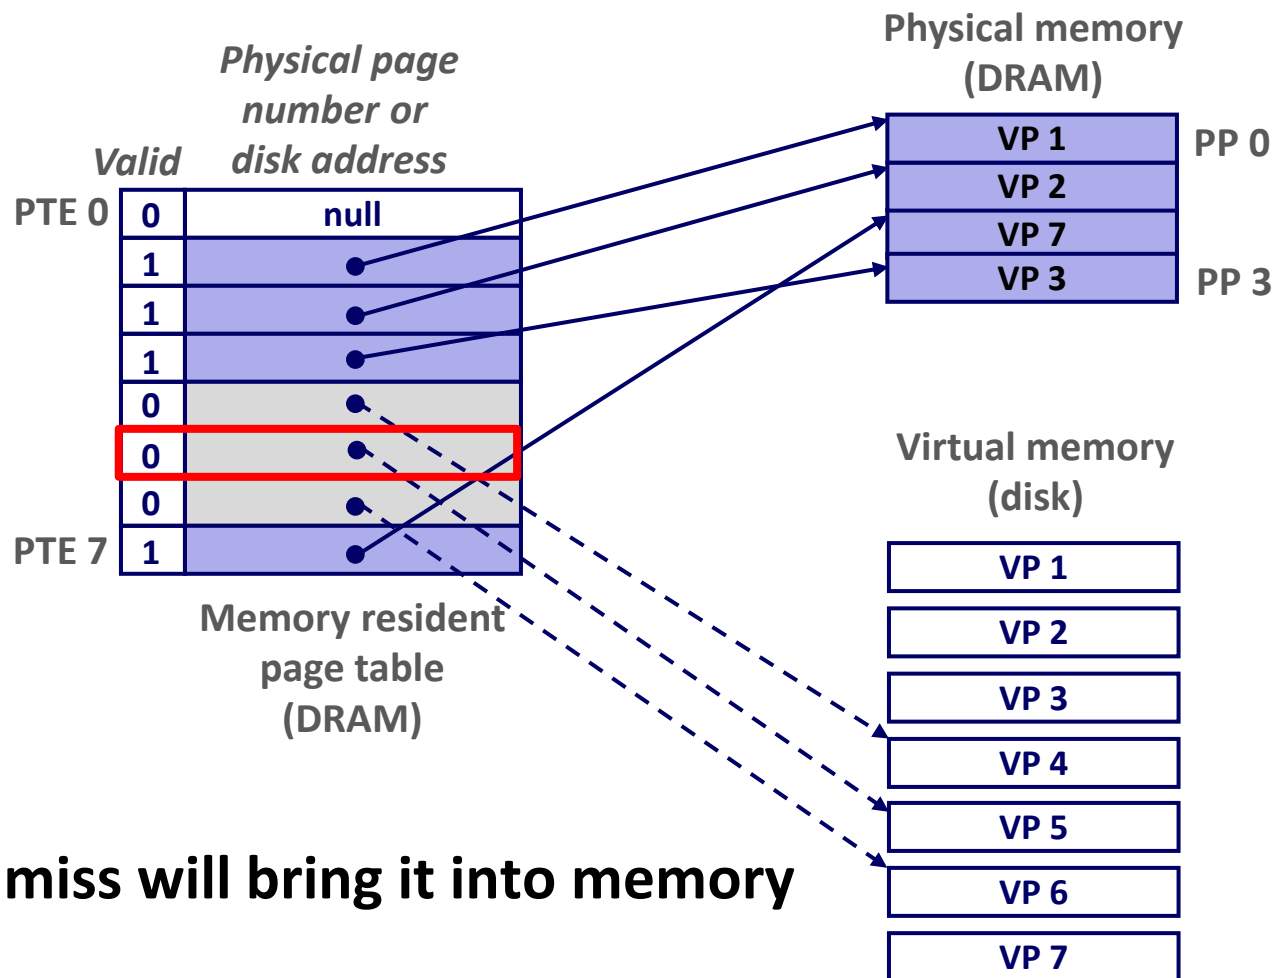 Physical page
number or
disk address
Valid
PTE 0
0
null
1
1
1
0
0
0
PTE 7
1
Memory resident
page table
(DRAM)
Physical memory
(DRAM)
VP 1
PP 0
VP 2
VP 7
VP 3
PP 3
Virtual memory
(disk)
VP 1
VP 2
VP 3
VP 4
VP 5
VP 6
VP 7
miss will bring it into memory